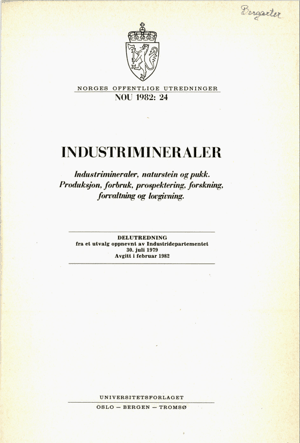 Bergarter
NORGES OFFENTLIGE UTREDNINGER
NOU 1982: 24
INDUSTRIMINERALER
Industrimineraler, naturstein og pukk.
Produksjon, forbruk, prospektering, forskning,
forvaltning og lovgivning.
DELUTREDNING
fra et utvalg oppnevnt av Industridepartementet
30. juli 1979
Avgitt i februar 1982
UNIVERSITETSFORLAGET
OSLO — BERGEN — TROMSØ